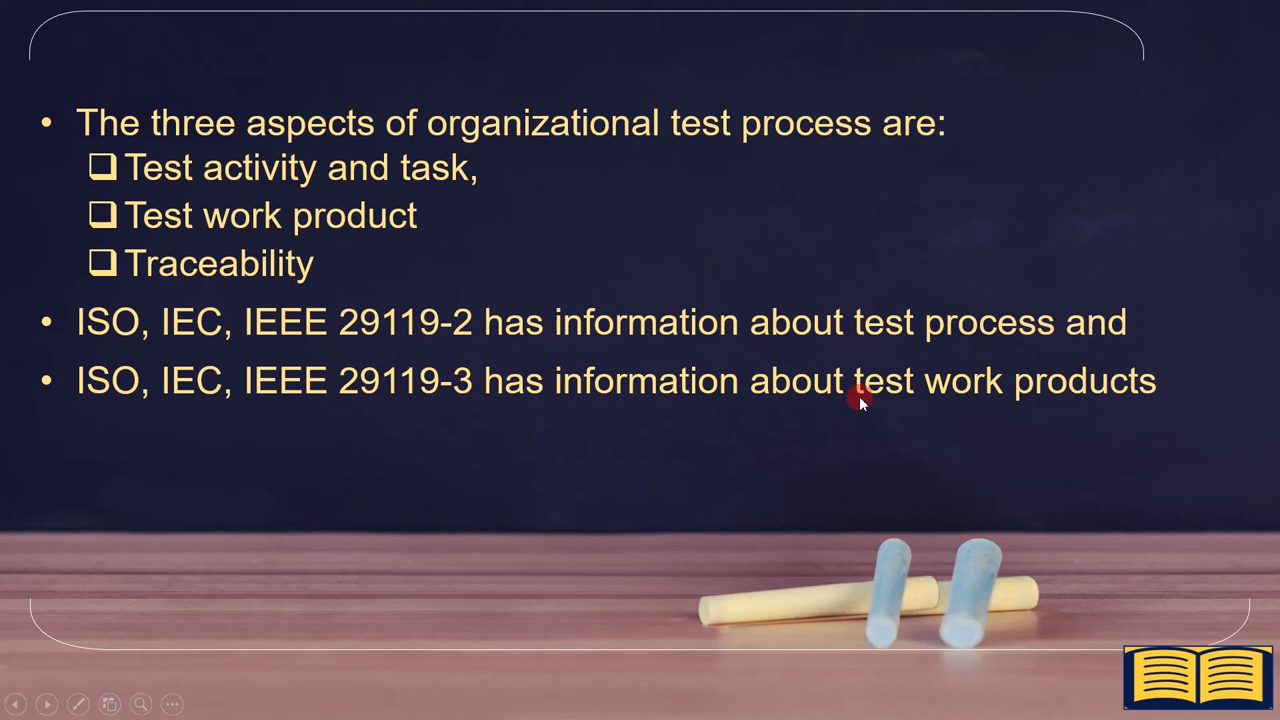 • The three aspects of organizational test process are:
❑ Test activity and task,
❑ Test work product
❑ Traceability
• ISO, IEC, IEEE 29119-2 has information about test process and
• ISO, IEC, IEEE 29119-3 has information about test work products